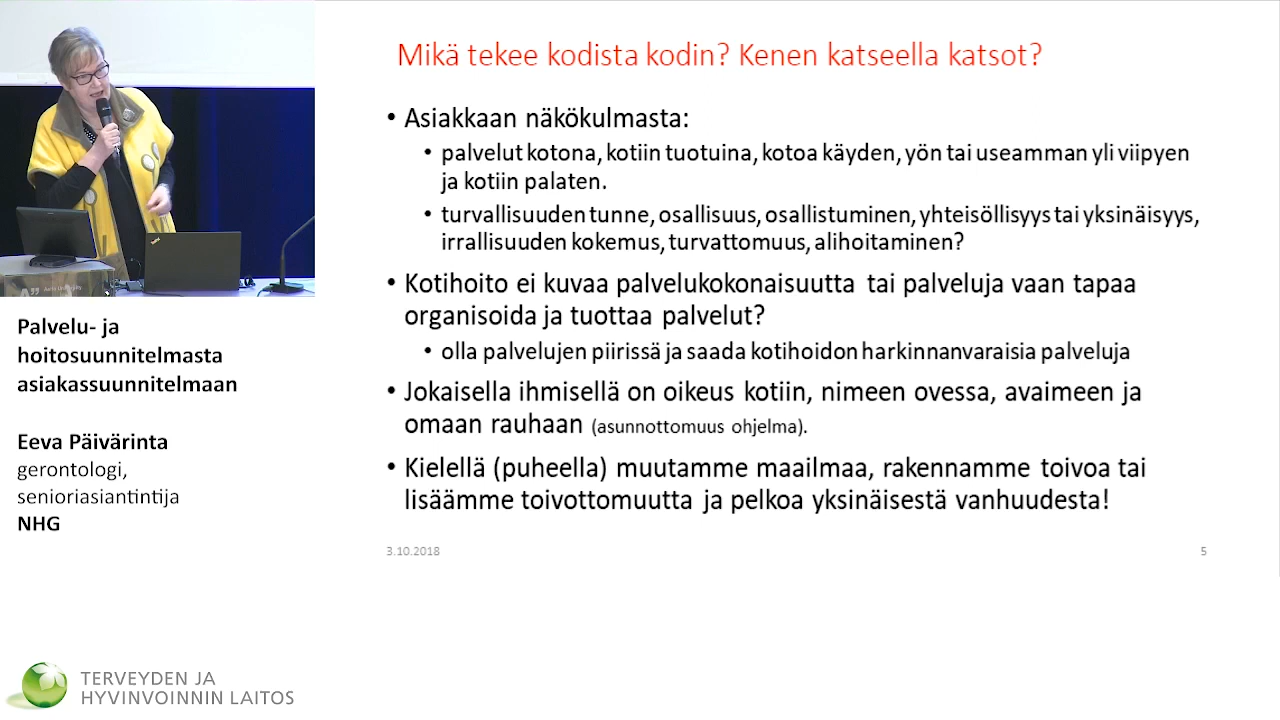 Mikä tekee kodista kodin? Kenen katseella katsot?
• Asiakkaan näkökulmasta:
• palvelut kotona, kotiin tuotuina, kotoa käyden, yön tai useamman yli viipyen
ja kotiin palaten.
• turvallisuuden tunne, osallisuus, osallistuminen, yhteisöllisyys tai yksinäisyys,
irrallisuuden kokemus, turvattomuus, alihoitaminen?
• Kotihoito ei kuvaa palvelukokonaisuutta tai palveluja vaan tapaa
organisoida ja tuottaa palvelut?
• olla palvelujen piirissä ja saada kotihoidon harkinnanvaraisia palveluja
• Jokaisella ihmisellä on oikeus kotiin, nimeen ovessa, avaimeen ja
omaan rauhaan (asunnottomuus ohjelma).
• Kielellä (puheella) muutamme maailmaa, rakennamme toivoa tai
lisäämme toivottomuutta ja pelkoa yksinäisestä vanhuudesta!
3.10.2018
5
Palvelu- ja
hoitosuunnitelmasta
asiakassuunnitelmaan
Eeva Päivärinta
gerontologi,
senioriasiantintija
NHG
TERVEYDEN JA
HYVINVOINNIN LAITOS